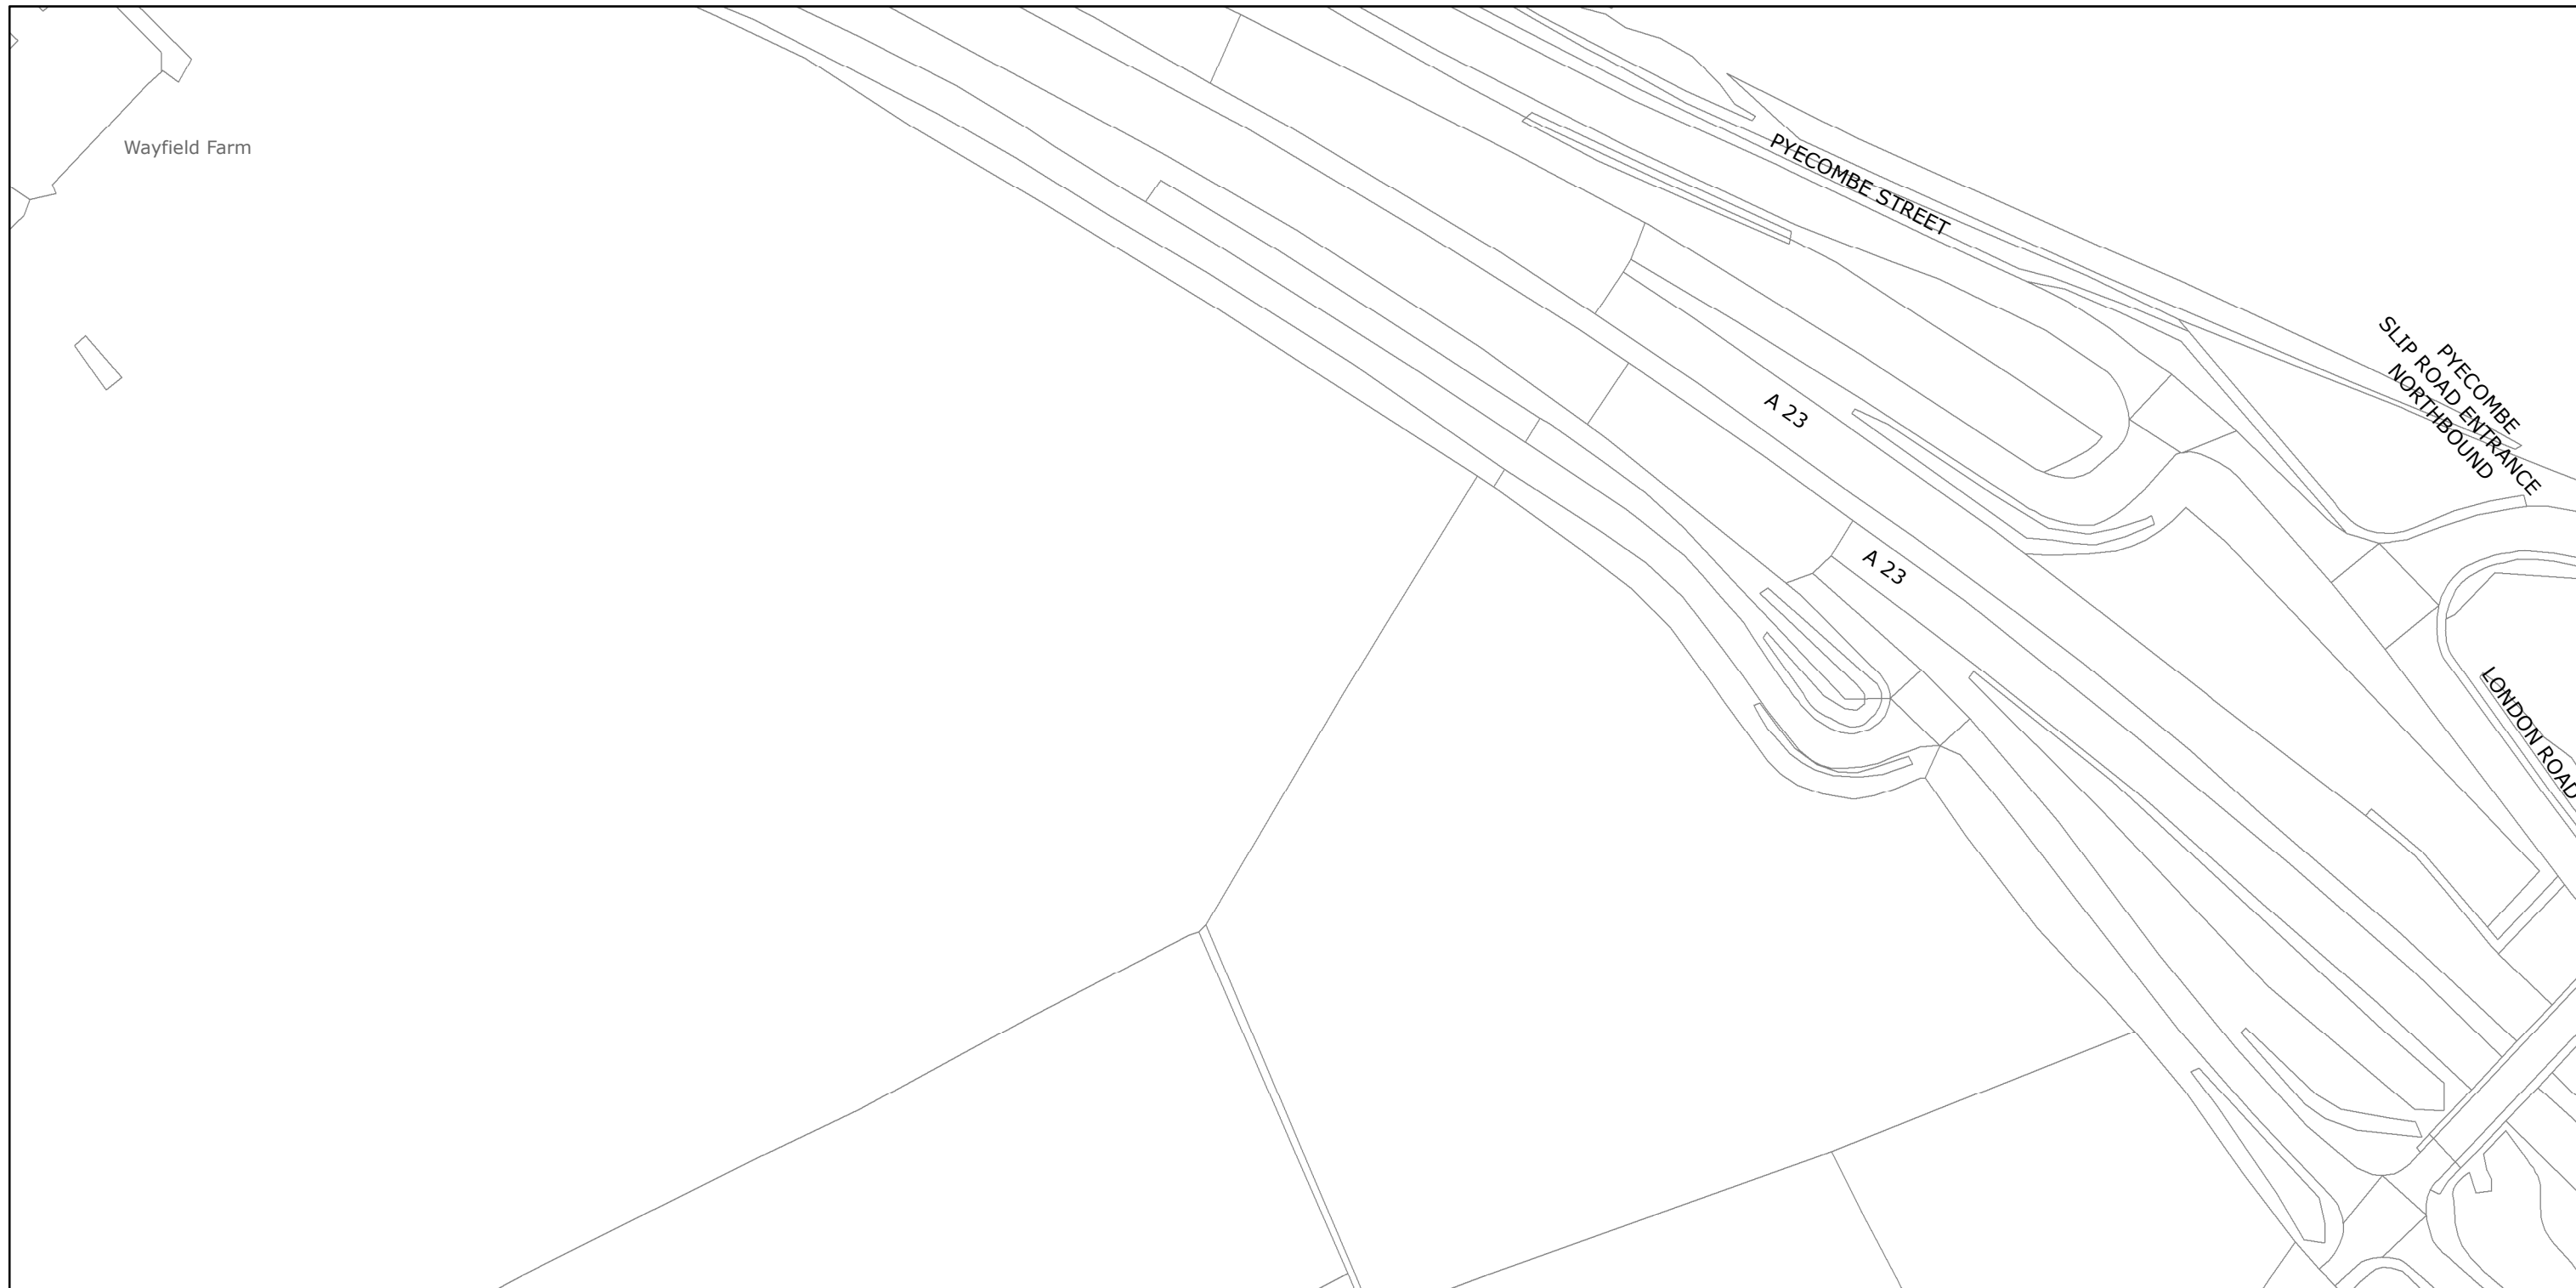 Wayfield Farm
PYECOMBE STREET
PYECOMBE
SLIP ROAD ENTRANCE
NORTHBOUND
A 23
A 23
LONDON ROAD